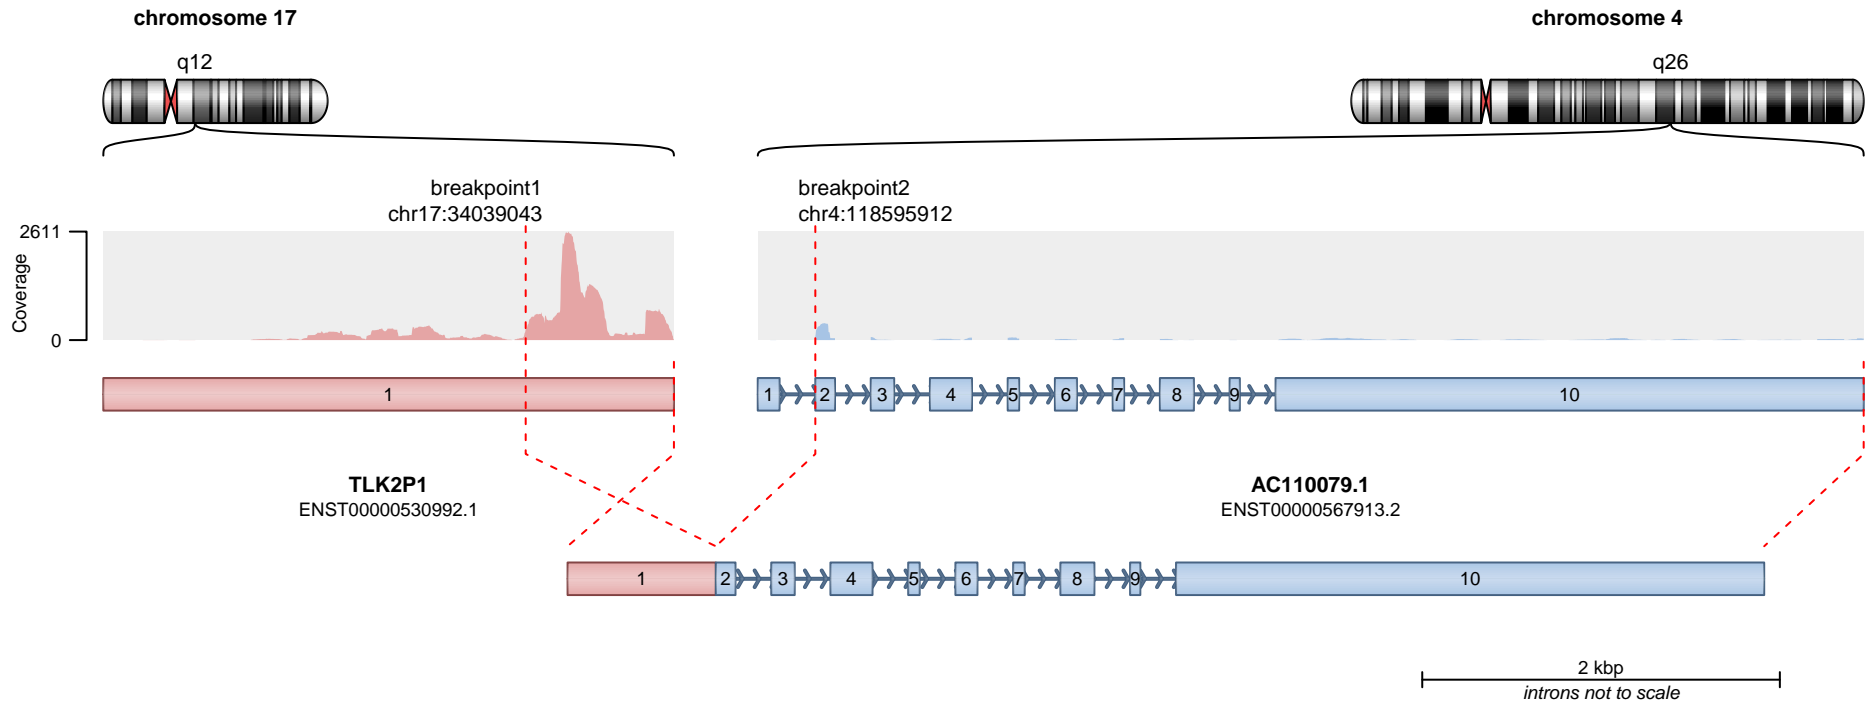 chromosome 17
chromosome 4
q12
q26
breakpoint1
chr17:34039043
breakpoint2
chr4:118595912
2611
Coverage
0
1
1 2 3 4 5 6 7 8 9 10
TLK2P1
ENST00000530992.1
AC110079.1
ENST00000567913.2
1 2 3 4 5 6 7 8 9 10
2 kbp
introns not to scale